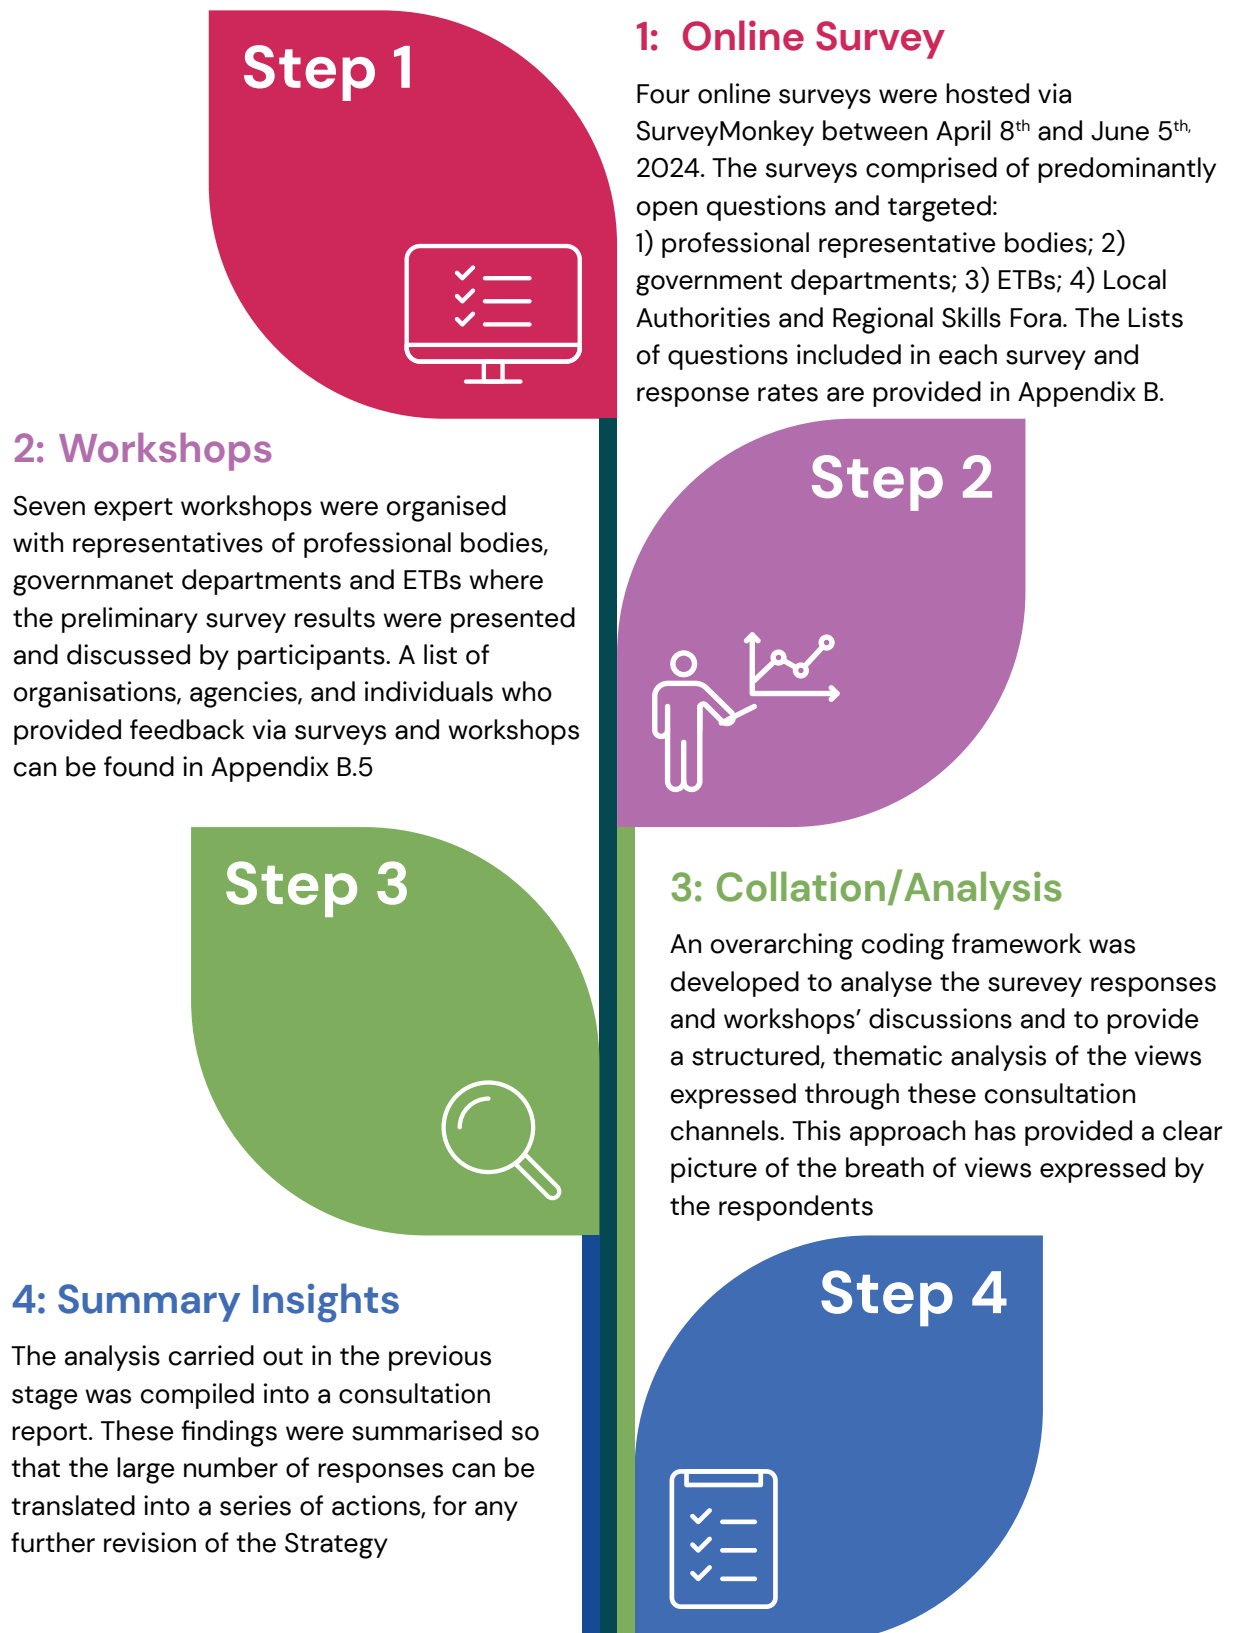 Step 1
1: Online Survey
Four online surveys were hosted via
SurveyMonkey between April 8th and June 5th,
2024. The surveys comprised of predominantly
open questions and targeted:
1) professional representative bodies; 2)
government departments; 3) ETBs; 4) Local
Authorities and Regional Skills Fora. The Lists
of questions included in each survey and
response rates are provided in Appendix B.
2: Workshops
Seven expert workshops were organised
with representatives of professional bodies,
governmanet departments and ETBs where
the preliminary survey results were presented
and discussed by participants. A list of
organisations, agencies, and individuals who
provided feedback via surveys and workshops
can be found in Appendix B.5
Step 2
Step 3
3: Collation/Analysis
An overarching coding framework was
developed to analyse the surevey responses
and workshops’ discussions and to provide
a structured, thematic analysis of the views
expressed through these consultation
channels. This approach has provided a clear
picture of the breath of views expressed by
the respondents
4: Summary Insights
The analysis carried out in the previous
stage was compiled into a consultation
report. These findings were summarised so
that the large number of responses can be
translated into a series of actions, for any
further revision of the Strategy
Step 4